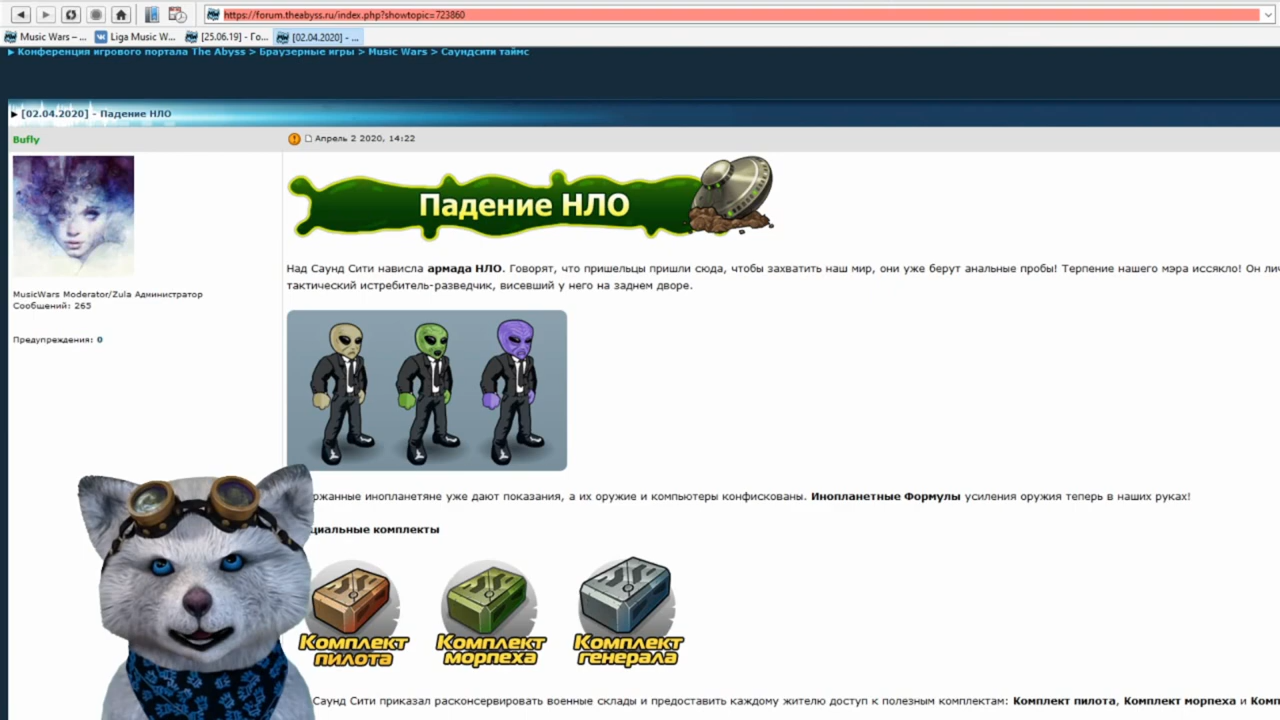 https://forum.theabyss.ru/index.php?showtopic=723860
Music Wars – ...
Liga Music W...
[25.06.19] - Го...
[02.04.2020] - ...
Конференция игрового портала The Abyss > Браузерные игры > Music Wars > Саундсити таймс
[02.04.2020] - Падение НЛО
Bufly
Апрель 2 2020, 14:22
Падение НЛО
MusicWars Moderator/Zula Администратор
Сообщений: 265
Предупреждения: 0
Над Саунд Сити нависла армада НЛО. Говорят, что пришельцы пришли сюда, чтобы захватить наш мир, они уже берут анальные пробы! Терпение нашего мэра иссякло! Он
тактический истребитель-разведчик, висевший у него на заднем дворе.
инопланетяне уже дают показания, а их оружие и компьютеры конфискованы. Инопланетные Формулы усиления оружия теперь в наших руках!
комплекты
Комплект пилота
Комплект морпеха
Комплект генерала
Саунд Сити приказал расконсервировать военные склады и предоставить каждому жителю доступ к полезным комплектам: Комплект пилота, Комплект морпеха и